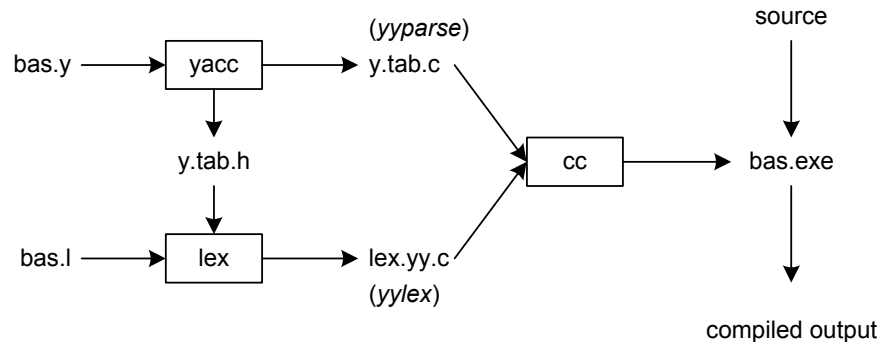 (yyparse)
source
bas.y
yacc
y.tab.c
y.tab.h
cc
bas.exe
bas.l
lex
lex.yy.c
(yylex)
compiled output